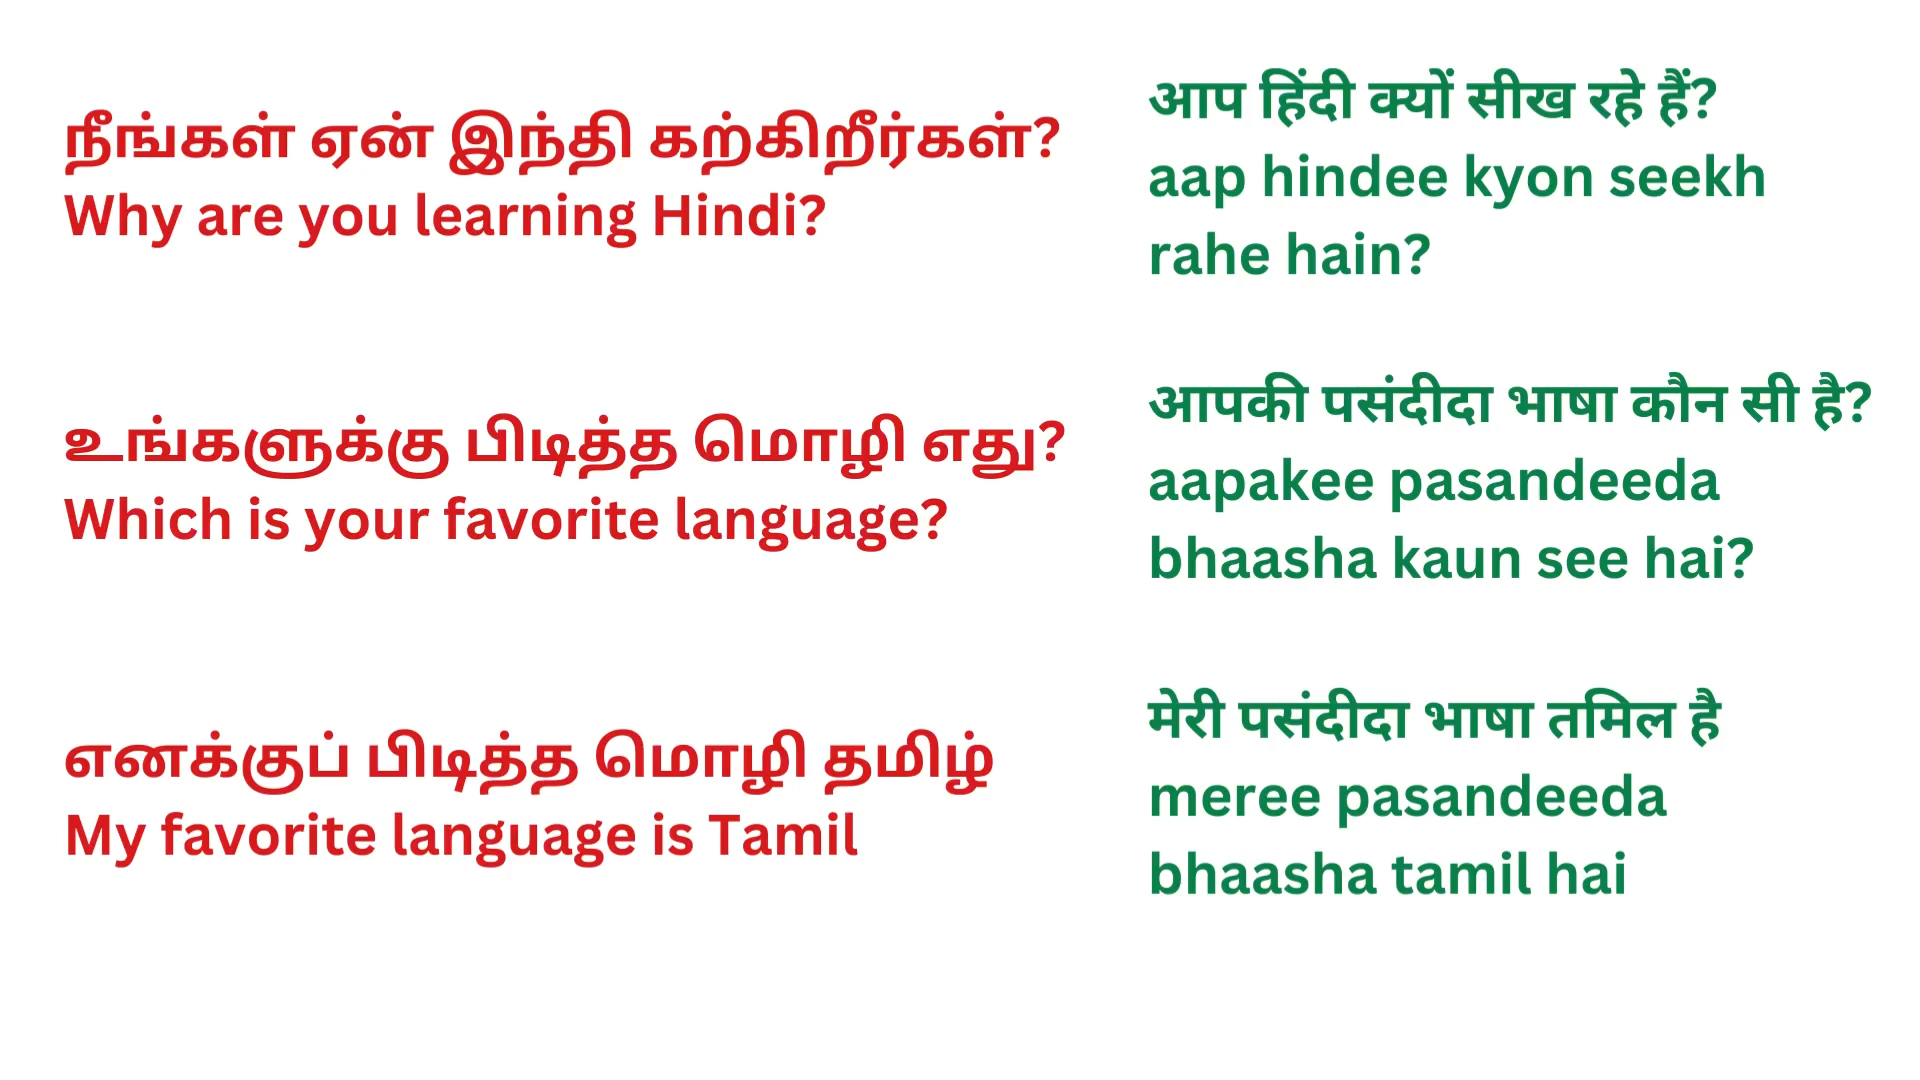 நீங்கள் ஏன் இந்தி கற்கிறீர்கள்?
Why are you learning Hindi?
आप हिंदी क्यों सीख रहे हैं?
aap hindee kyon seekh
rahe hain?
உங்களுக்கு பிடித்த மொழி எது?
Which is your favorite language?
आपकी पसंदीदा भाषा कौन सी है?
aapakee pasandeeda
bhaasha kaun see hai?
எனக்குப் பிடித்த மொழி தமிழ்
My favorite language is Tamil
मेरी पसंदीदा भाषा तमिल है
meree pasandeeda
bhaasha tamil hai